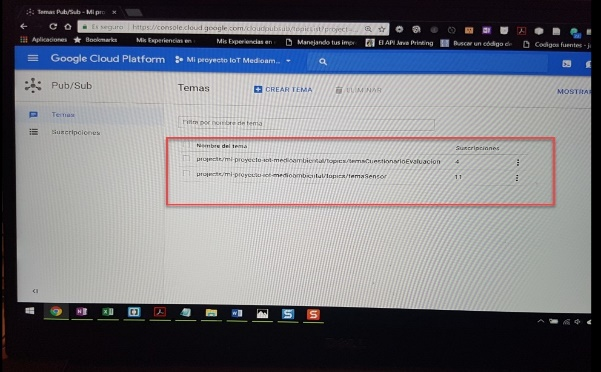 Temas Pub/Sub - Mi pro
Es seguro | https://console.cloud.google.com/cloudpubsub/topics/list?project=
Aplicaciones Bookmarks Mis Experiencias en Mis Experiencias en Manejando tus impr El API Java Printing Buscar un código de Codigos fuentes - j
Google Cloud Platform Mi proyecto IoT Medioam...
Pub/Sub Temas CREAR TEMA ELIMINAR MOSTRA
Temas
Filtra por nombre de tema
Suscripciones
Nombre del tema Suscripciones
projects/mi-proyecto-iot-medioambiental/topics/temaCuestionarioEvaluacion 4
projects/mi-proyecto-iot-medioambiental/topics/temaSensor 11